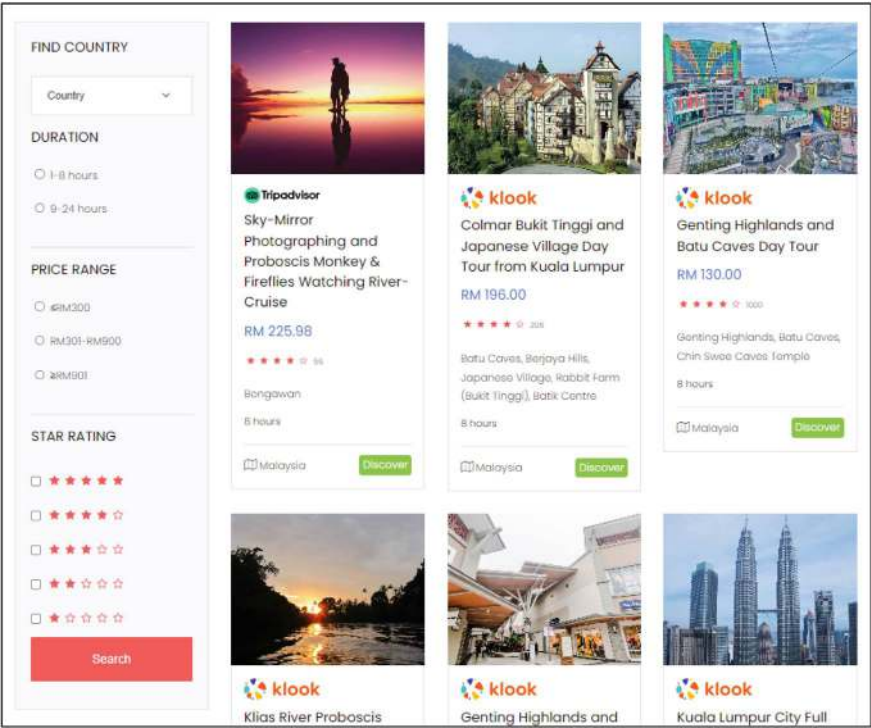 FIND COUNTRY
Country
DURATION
1-8 hours
9-24 hours
PRICE RANGE
≤RM300
RM301-RM900
≥RM901
STAR RATING
Search
Tripadvisor
Sky-Mirror
Photographing and
Proboscis Monkey &
Fireflies Watching River-
Cruise
RM 225.98
Bongawan
6 hours
Malaysia
Discover
klook
Colmar Bukit Tinggi and
Japanese Village Day
Tour from Kuala Lumpur
RM 196.00
Batu Caves, Berjaya Hills,
Japanese Village, Rabbit Farm
(Bukit Tinggi), Batik Centre
8 hours
Malaysia
Discover
klook
Genting Highlands and
Batu Caves Day Tour
RM 130.00
1000
Genting Highlands, Batu Caves,
Chin Swee Caves Temple
8 hours
Malaysia
Discover
klook
Klias River Proboscis
klook
Genting Highlands and
klook
Kuala Lumpur City Full